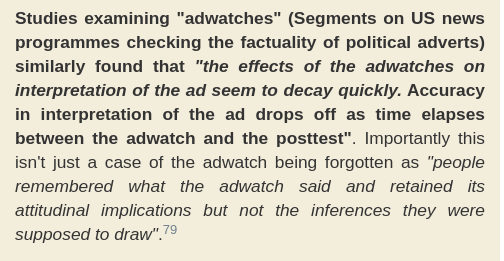 Studies examining "adwatches" (Segments on US news
programmes checking the factuality of political adverts)
similarly found that "the effects of the adwatches on
interpretation of the ad seem to decay quickly. Accuracy
in interpretation of the ad drops off as time elapses
between the adwatch and the posttest". Importantly this
isn't just a case of the adwatch being forgotten as "people
remembered what the adwatch said and retained its
attitudinal implications but not the inferences they were
supposed to draw".79